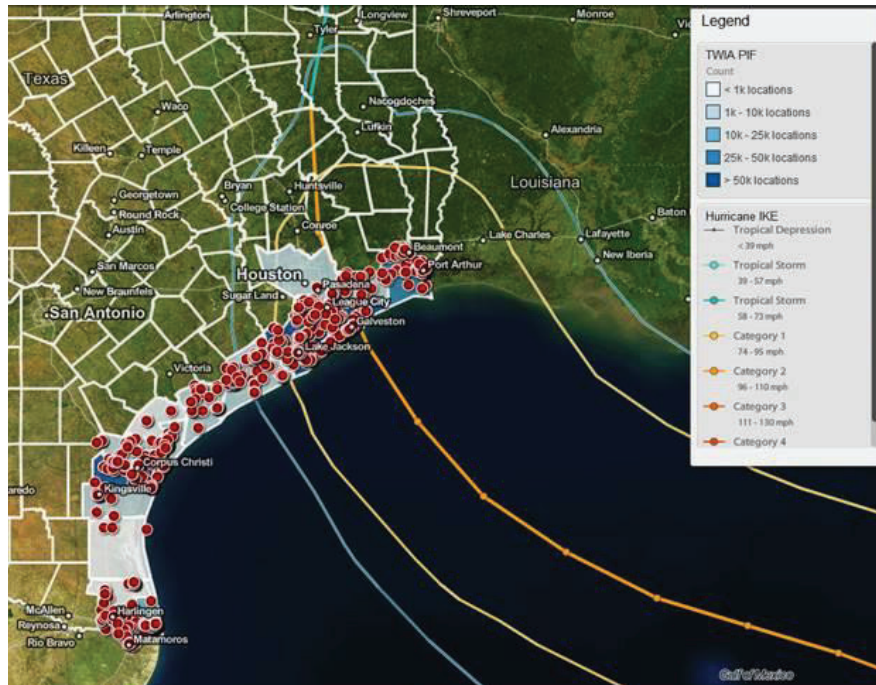 Arlington
Longview
Shreveport
Monroe
Tyler
Texas
Nacogdoches
Waco
Lufkin
Alexandria
Killeen
Temple
Louisiana
Georgetown
Bryan
Huntsville
Round Rock
College Station
Austin
Conroe
Baton
Beaumont
Lake Charles
Lafayette
San Marcos
Houston
Port Arthur
New Iberia
New Braunfels
Pasadena
Sugar Land
League City
San Antonio
Galveston
Lake Jackson
Victoria
Corpus Christi
aredo
Kingsville
McAllen
Harlingen
Reynosa
Rio Bravo
Matamoros
Gulf of Mexico
Legend
TWIA PIF
Count
< 1k locations
1k - 10k locations
10k - 25k locations
25k - 50k locations
> 50k locations
Hurricane IKE
Tropical Depression
< 39 mph
Tropical Storm
39 - 57 mph
Tropical Storm
58 - 73 mph
Category 1
74 - 95 mph
Category 2
96 - 110 mph
Category 3
111 - 130 mph
Category 4